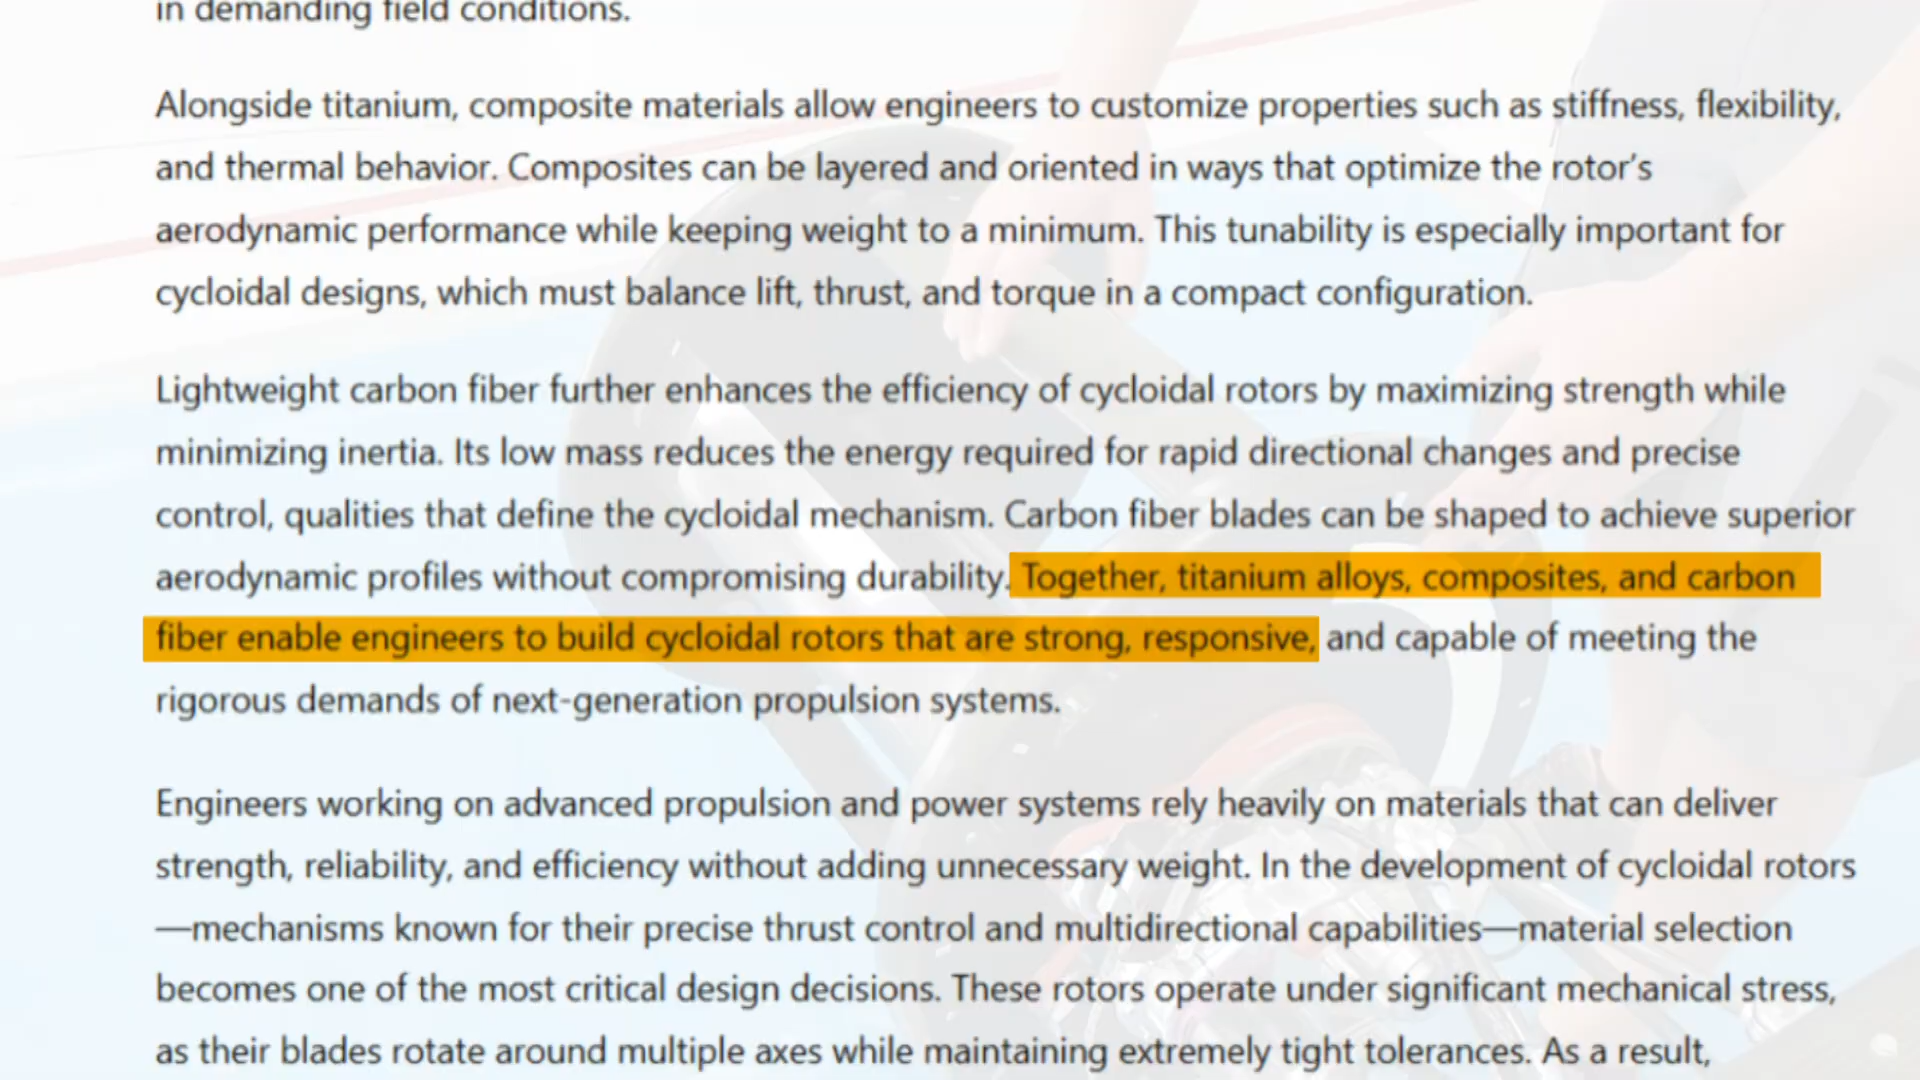 in demanding field conditions.
Alongside titanium, composite materials allow engineers to customize properties such as stiffness, flexibility,
and thermal behavior. Composites can be layered and oriented in ways that optimize the rotor’s
aerodynamic performance while keeping weight to a minimum. This tunability is especially important for
cycloidal designs, which must balance lift, thrust, and torque in a compact configuration.
Lightweight carbon fiber further enhances the efficiency of cycloidal rotors by maximizing strength while
minimizing inertia. Its low mass reduces the energy required for rapid directional changes and precise
control, qualities that define the cycloidal mechanism. Carbon fiber blades can be shaped to achieve superior
aerodynamic profiles without compromising durability. Together, titanium alloys, composites, and carbon
fiber enable engineers to build cycloidal rotors that are strong, responsive, and capable of meeting the
rigorous demands of next-generation propulsion systems.
Engineers working on advanced propulsion and power systems rely heavily on materials that can deliver
strength, reliability, and efficiency without adding unnecessary weight. In the development of cycloidal rotors
—mechanisms known for their precise thrust control and multidirectional capabilities—material selection
becomes one of the most critical design decisions. These rotors operate under significant mechanical stress,
as their blades rotate around multiple axes while maintaining extremely tight tolerances. As a result,